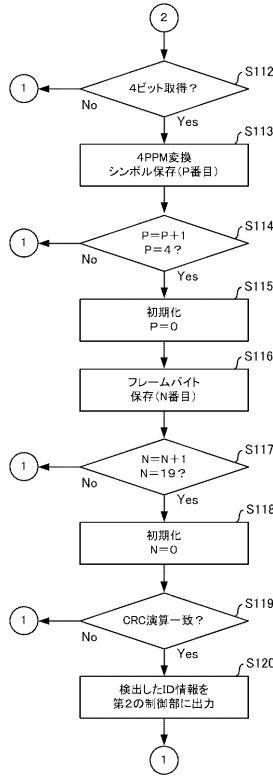 2
S112
4ビット取得？
1
No
Yes
S113
4PPM変換
シンボル保存(P番目)
S114
P=P+1
P=4？
1
No
Yes
S115
初期化
P=0
S116
フレームバイト
保存(N番目)
S117
N=N+1
N=19？
1
No
Yes
S118
初期化
N=0
S119
CRC演算一致？
1
No
Yes
S120
検出したID情報を
第2の制御部に出力
1